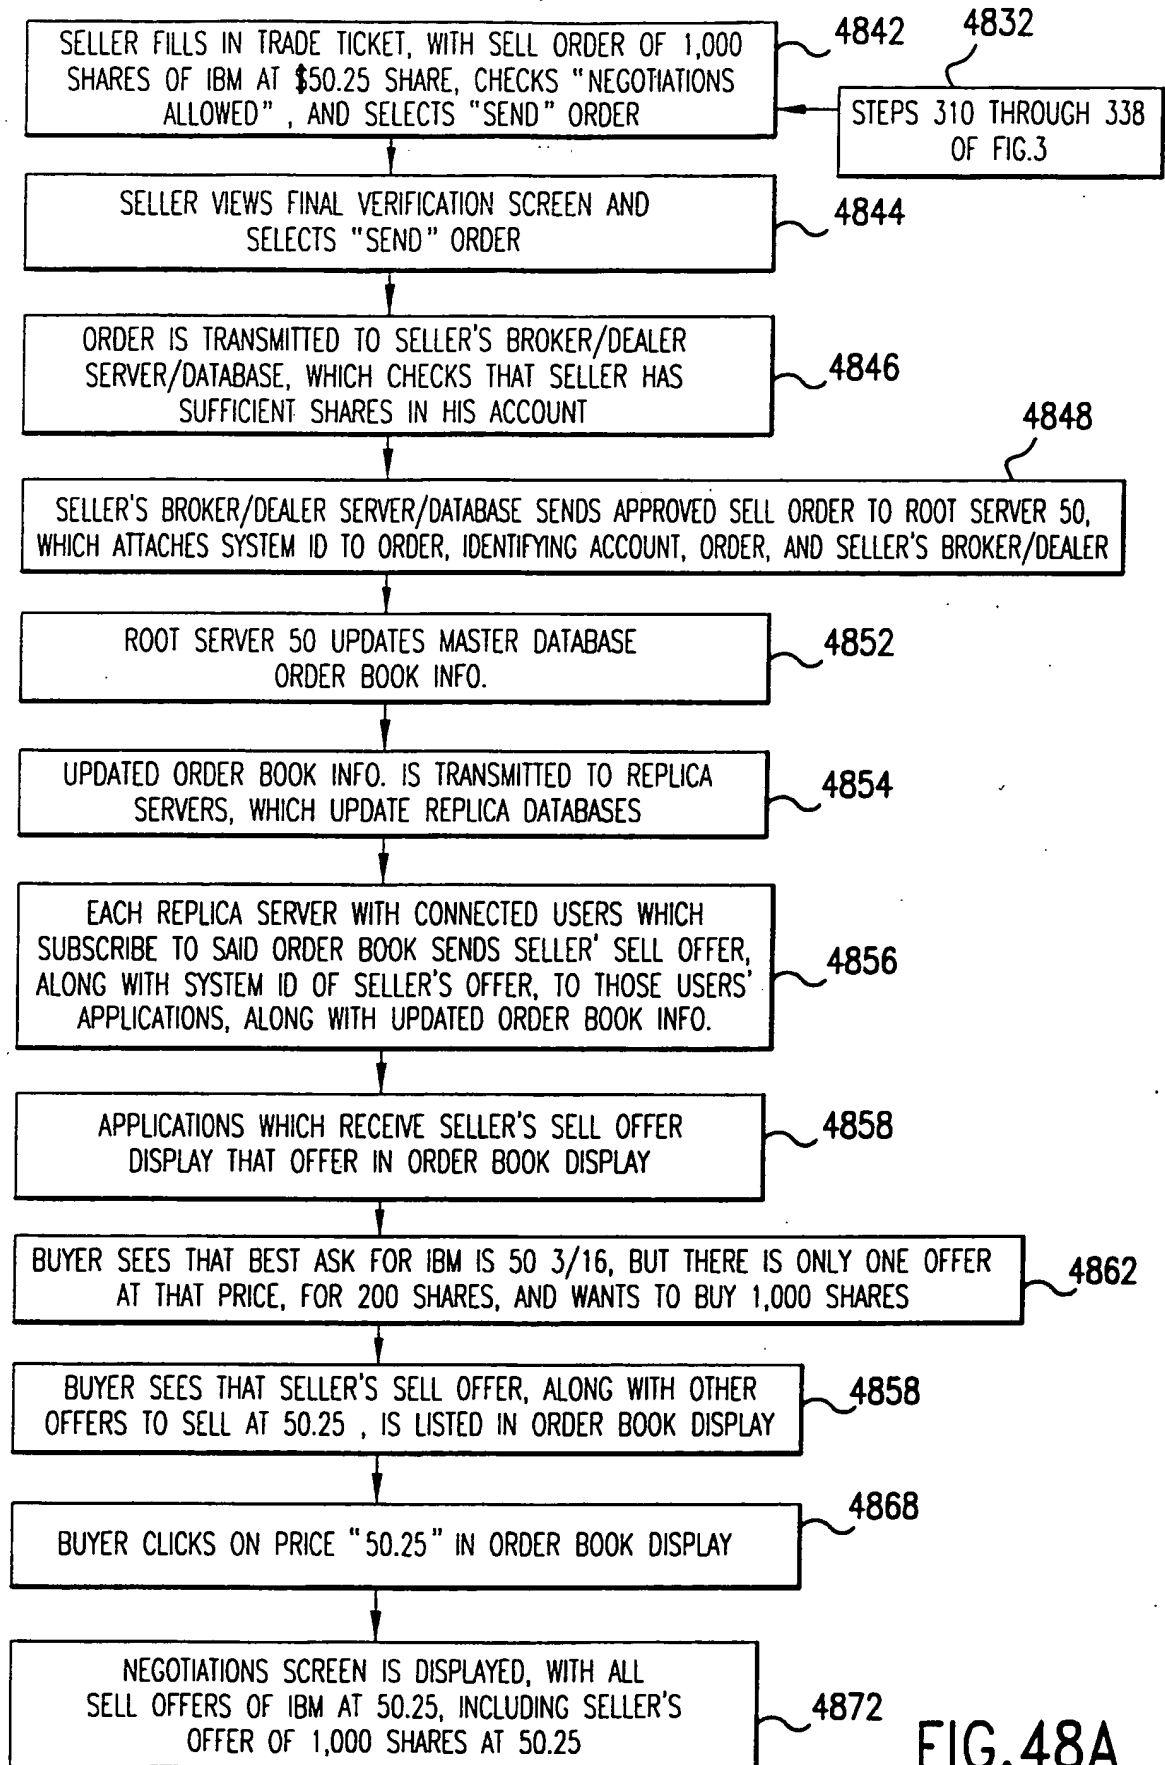 SELLER FILLS IN TRADE TICKET, WITH SELL ORDER OF 1,000
SHARES OF IBM AT $50.25 SHARE, CHECKS "NEGOTIATIONS
ALLOWED" , AND SELECTS "SEND" ORDER
4842
4832
STEPS 310 THROUGH 338
OF FIG.3
SELLER VIEWS FINAL VERIFICATION SCREEN AND
SELECTS "SEND" ORDER
4844
ORDER IS TRANSMITTED TO SELLER'S BROKER/DEALER
SERVER/DATABASE, WHICH CHECKS THAT SELLER HAS
SUFFICIENT SHARES IN HIS ACCOUNT
4846
4848
SELLER'S BROKER/DEALER SERVER/DATABASE SENDS APPROVED SELL ORDER TO ROOT SERVER 50,
WHICH ATTACHES SYSTEM ID TO ORDER, IDENTIFYING ACCOUNT, ORDER, AND SELLER'S BROKER/DEALER
ROOT SERVER 50 UPDATES MASTER DATABASE
ORDER BOOK INFO.
4852
UPDATED ORDER BOOK INFO. IS TRANSMITTED TO REPLICA
SERVERS, WHICH UPDATE REPLICA DATABASES
4854
EACH REPLICA SERVER WITH CONNECTED USERS WHICH
SUBSCRIBE TO SAID ORDER BOOK SENDS SELLER' SELL OFFER,
ALONG WITH SYSTEM ID OF SELLER'S OFFER, TO THOSE USERS'
APPLICATIONS, ALONG WITH UPDATED ORDER BOOK INFO.
4856
APPLICATIONS WHICH RECEIVE SELLER'S SELL OFFER
DISPLAY THAT OFFER IN ORDER BOOK DISPLAY
4858
BUYER SEES THAT BEST ASK FOR IBM IS 50 3/16, BUT THERE IS ONLY ONE OFFER
AT THAT PRICE, FOR 200 SHARES, AND WANTS TO BUY 1,000 SHARES
4862
BUYER SEES THAT SELLER'S SELL OFFER, ALONG WITH OTHER
OFFERS TO SELL AT 50.25 , IS LISTED IN ORDER BOOK DISPLAY
4858
BUYER CLICKS ON PRICE "50.25" IN ORDER BOOK DISPLAY
4868
NEGOTIATIONS SCREEN IS DISPLAYED, WITH ALL
SELL OFFERS OF IBM AT 50.25, INCLUDING SELLER'S
OFFER OF 1,000 SHARES AT 50.25
4872
FIG.48A